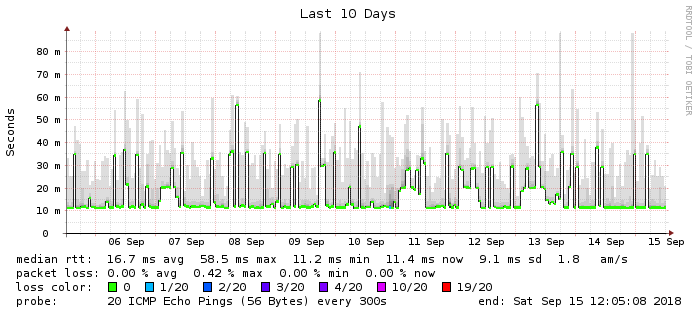 Last 10 Days
RRDTOOL / TOBI OETIKER
Seconds
80 m
70 m
60 m
50 m
40 m
30 m
20 m
10 m
0
06 Sep 07 Sep 08 Sep 09 Sep 10 Sep 11 Sep 12 Sep 13 Sep 14 Sep 15 Sep
median rtt: 16.7 ms avg 58.5 ms max 11.2 ms min 11.4 ms now 9.1 ms sd 1.8 am/s
packet loss: 0.00 % avg 0.42 % max 0.00 % min 0.00 % now
loss color: 0 1/20 2/20 3/20 4/20 10/20 19/20
probe: 20 ICMP Echo Pings (56 Bytes) every 300s end: Sat Sep 15 12:05:08 2018